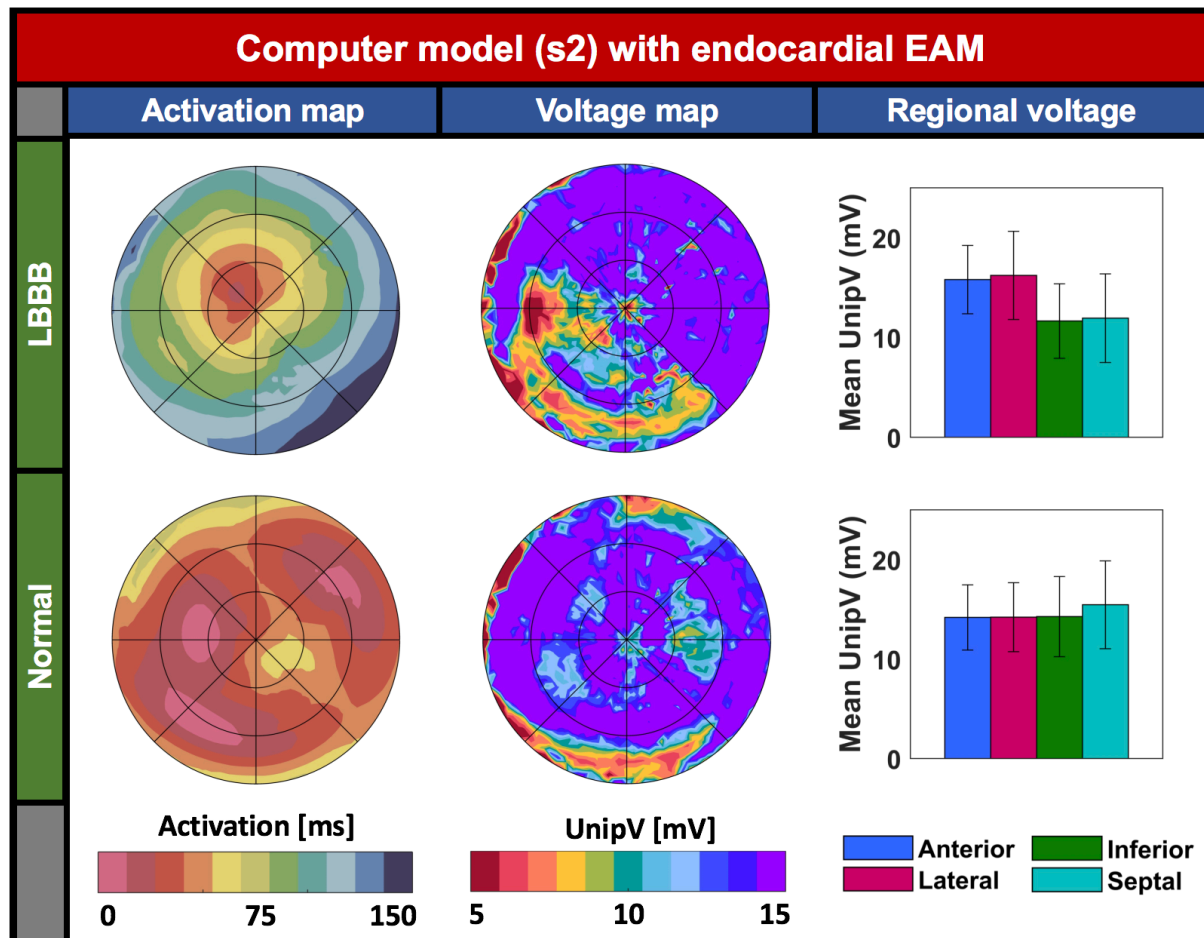 Computer model (s2) with endocardial EAM
Activation map
Voltage map
Regional voltage
LBBB
Mean UnipV (mV)
20
10
0
Normal
Mean UnipV (mV)
20
10
0
Activation [ms]
0 75 150
UnipV [mV]
5 10 15
Anterior
Inferior
Lateral
Septal